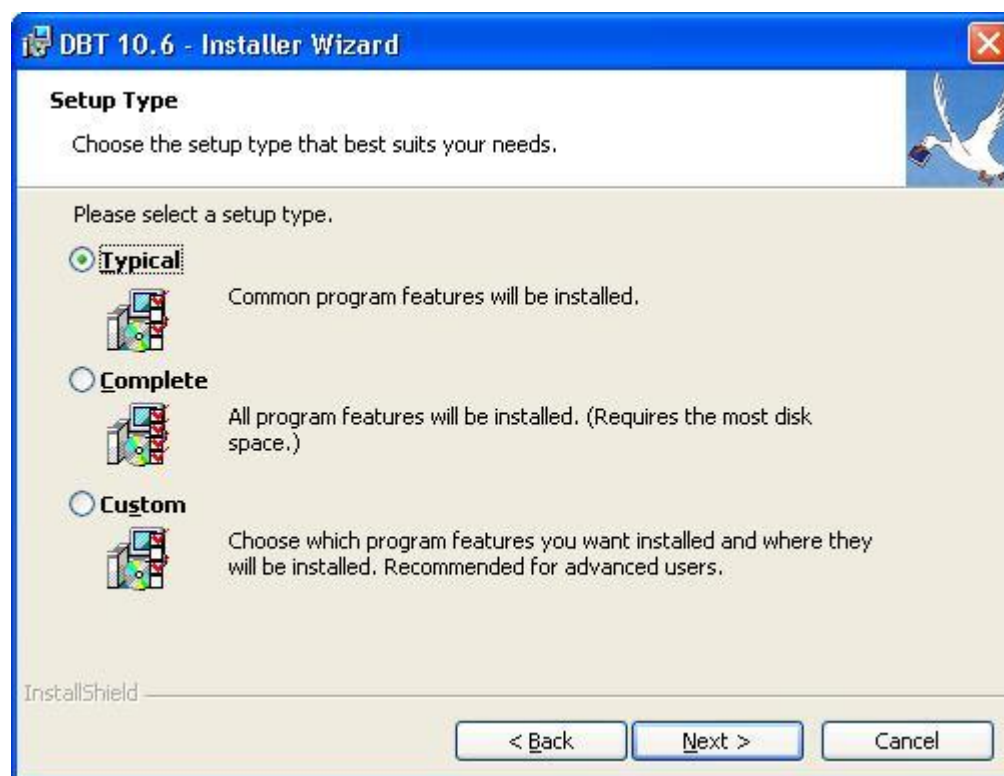 DBT 10.6 - Installer Wizard
Setup Type
Choose the setup type that best suits your needs.
Please select a setup type.
Typical
Common program features will be installed.
Complete
All program features will be installed. (Requires the most disk
space.)
Custom
Choose which program features you want installed and where they
will be installed. Recommended for advanced users.
InstallShield
< Back Next > Cancel